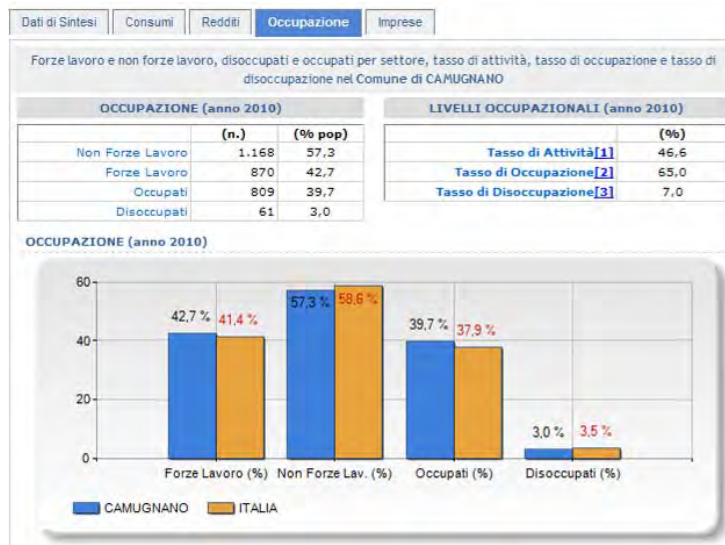 Dati di Sintesi Consumi Redditi Occupazione Imprese
Forze lavoro e non forze lavoro, disoccupati e occupati per settore, tasso di attività, tasso di occupazione e tasso di
disoccupazione nel Comune di CAMUGNANO
OCCUPAZIONE (anno 2010)
(n.) (% pop)
Non Forze Lavoro 1.168 57,3
Forze Lavoro 870 42,7
Occupati 809 39,7
Disoccupati 61 3,0
LIVELLI OCCUPAZIONALI (anno 2010)
(%)
Tasso di Attività[1] 46,6
Tasso di Occupazione[2] 65,0
Tasso di Disoccupazione[3] 7,0
OCCUPAZIONE (anno 2010)
60
40
20
0
42,7 % 41,4 %
57,3 % 58,6 %
39,7 % 37,9 %
3,0 % 3,5 %
Forze Lavoro (%) Non Forze Lav. (%) Occupati (%) Disoccupati (%)
CAMUGNANO ITALIA